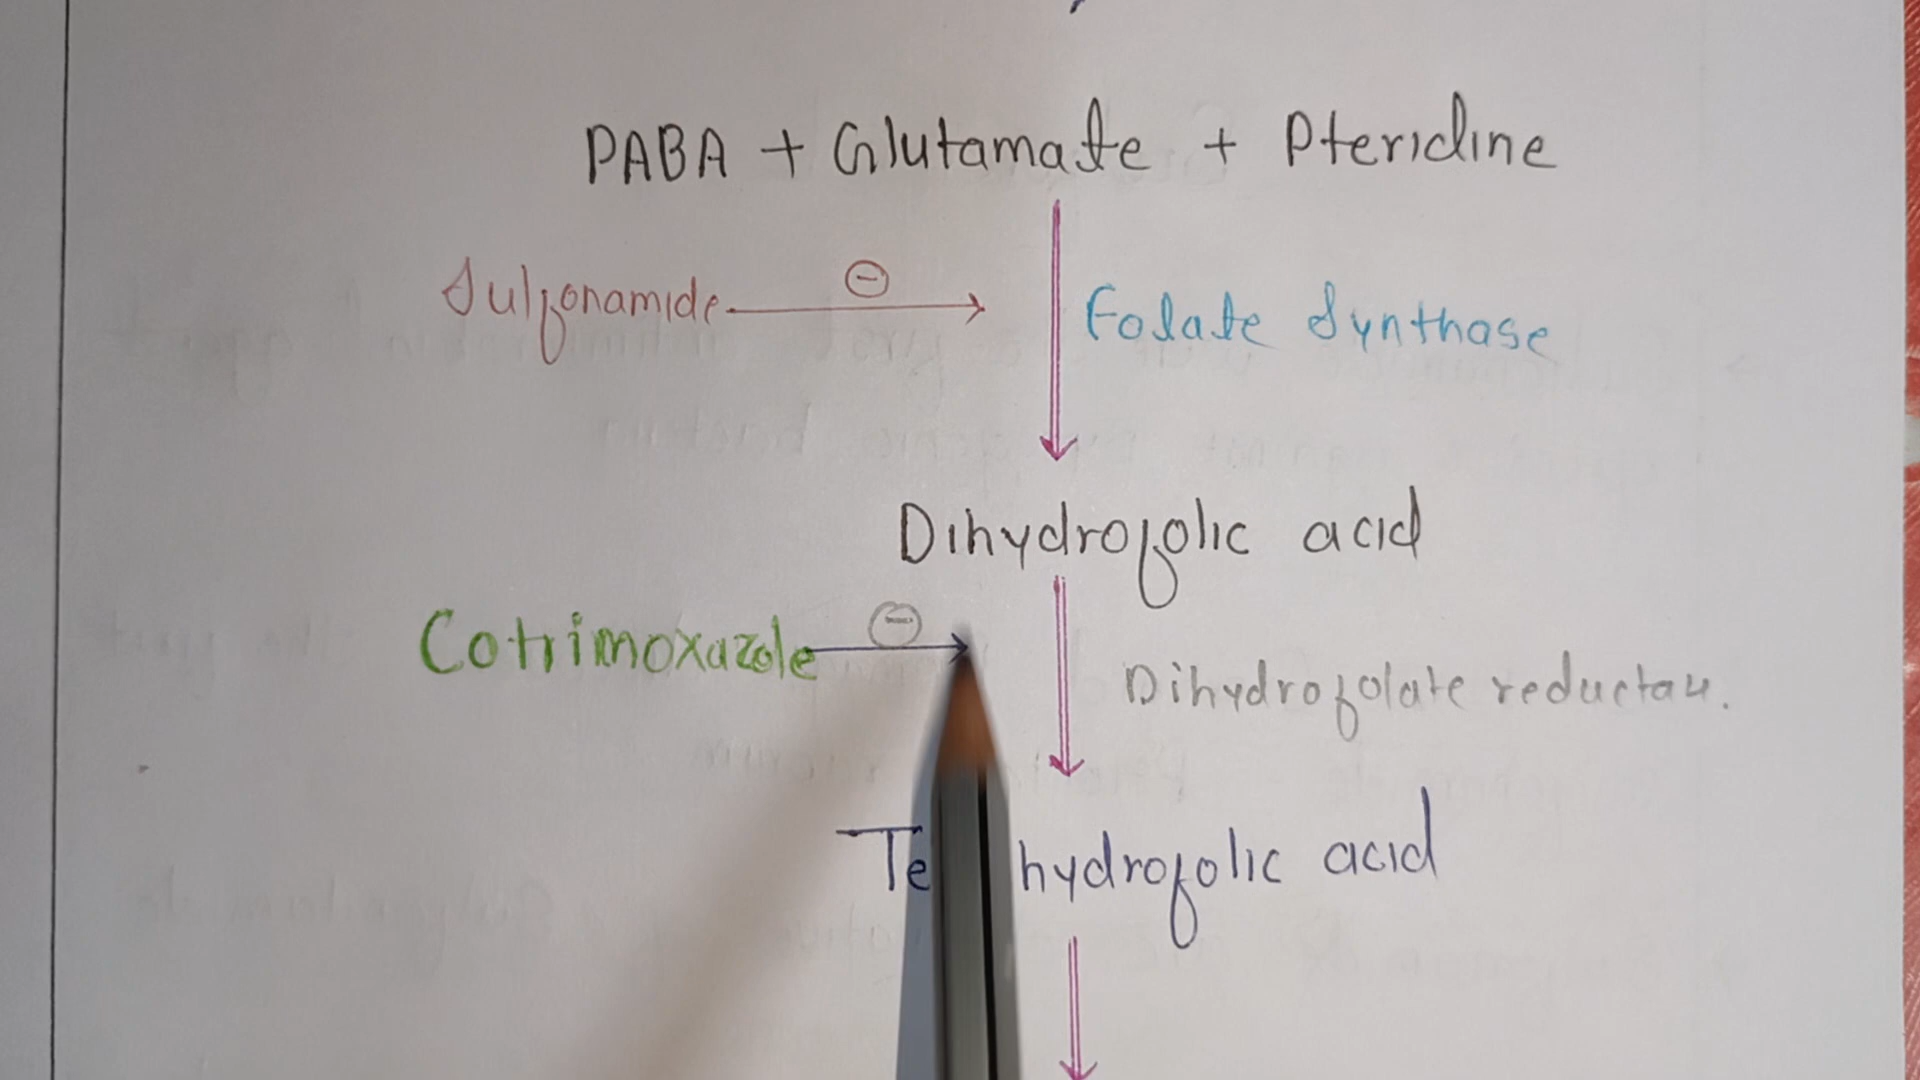 PABA + Glutamate + Pteridine
Sulfonamide ⊖
Folate Synthase
Dihydrofolic acid
Cotrimoxazole ⊖
Dihydrofolate reductase.
Te hydrofolic acid